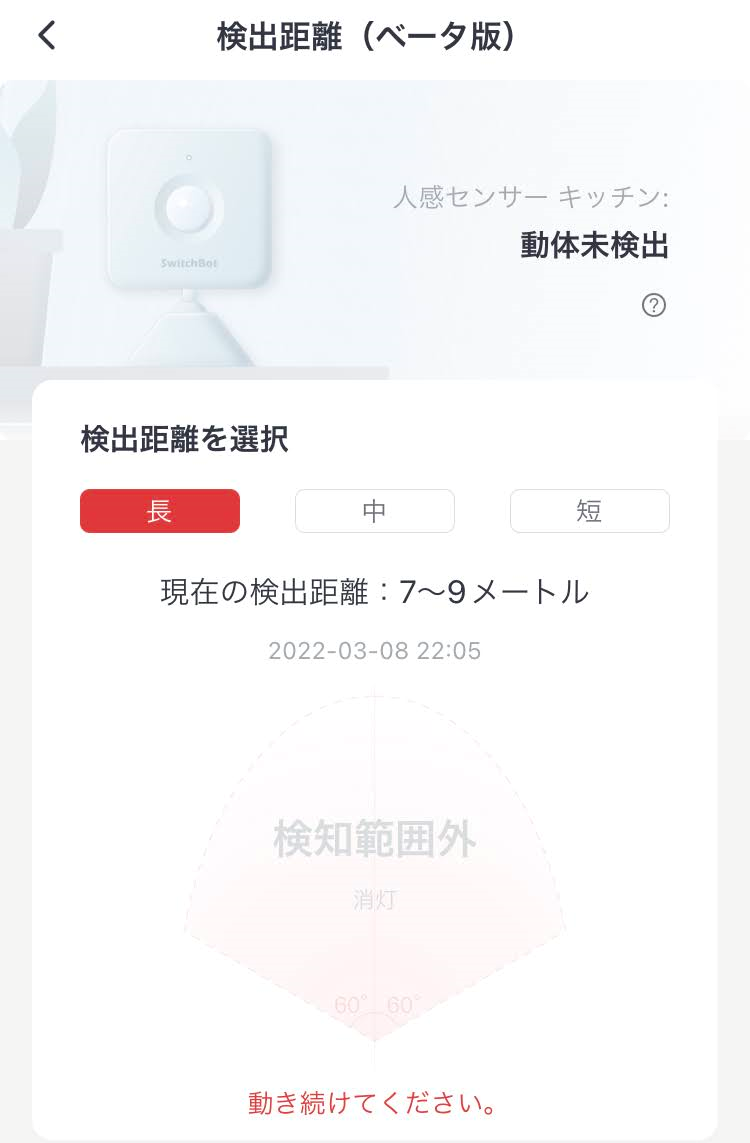 検出距離（ベータ版）
人感センサー キッチン:
動体未検出
?
SwitchBot
検出距離を選択
長 中 短
現在の検出距離：7〜9メートル
2022-03-08 22:05
検知範囲外
消灯
60° 60°
動き続けてください。